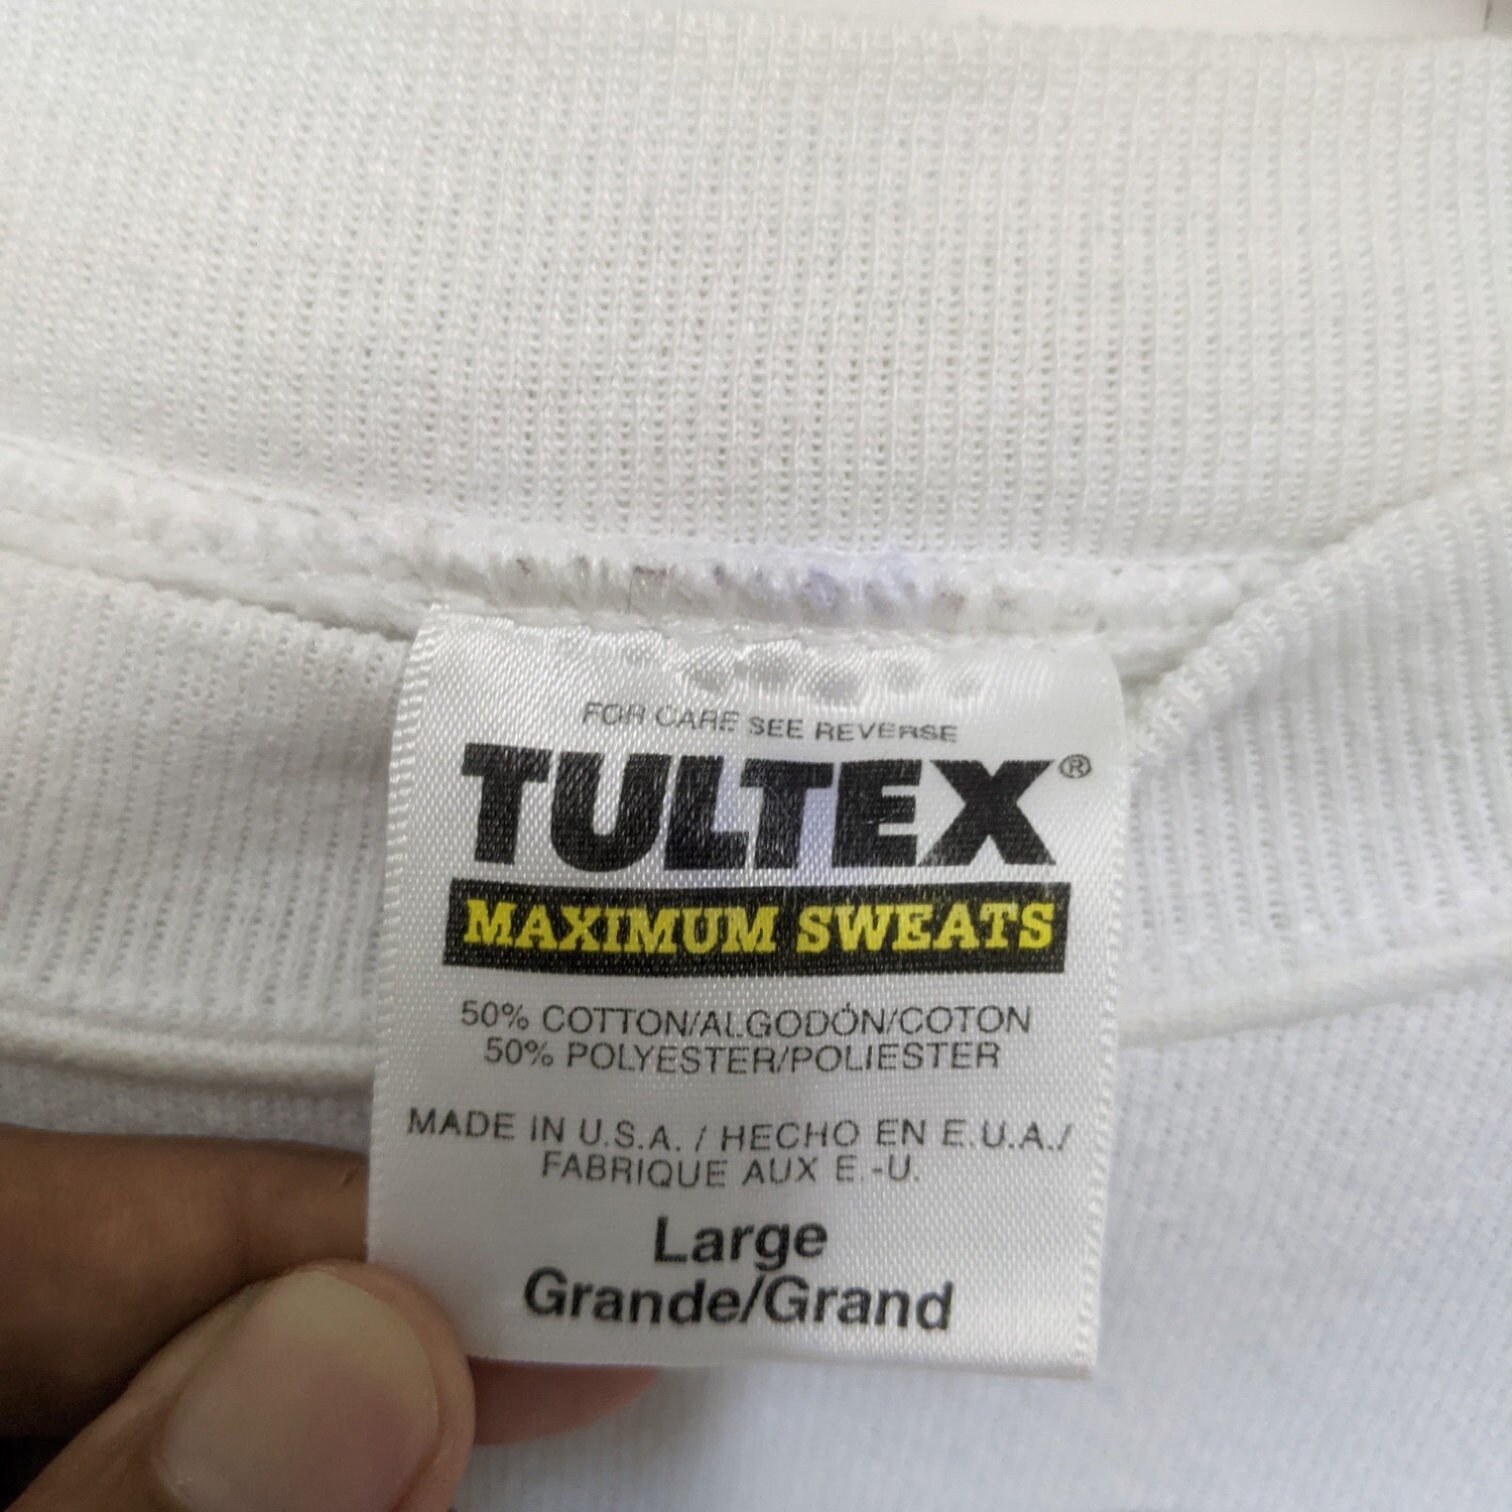 FOR CARE SEE REVERSE
TULTEX®
MAXIMUM SWEATS
50% COTTON/ALGODÓN/COTON
50% POLYESTER/POLIESTER
MADE IN U.S.A. / HECHO EN E.U.A./
FABRIQUE AUX E.-U.
Large
Grande/Grand